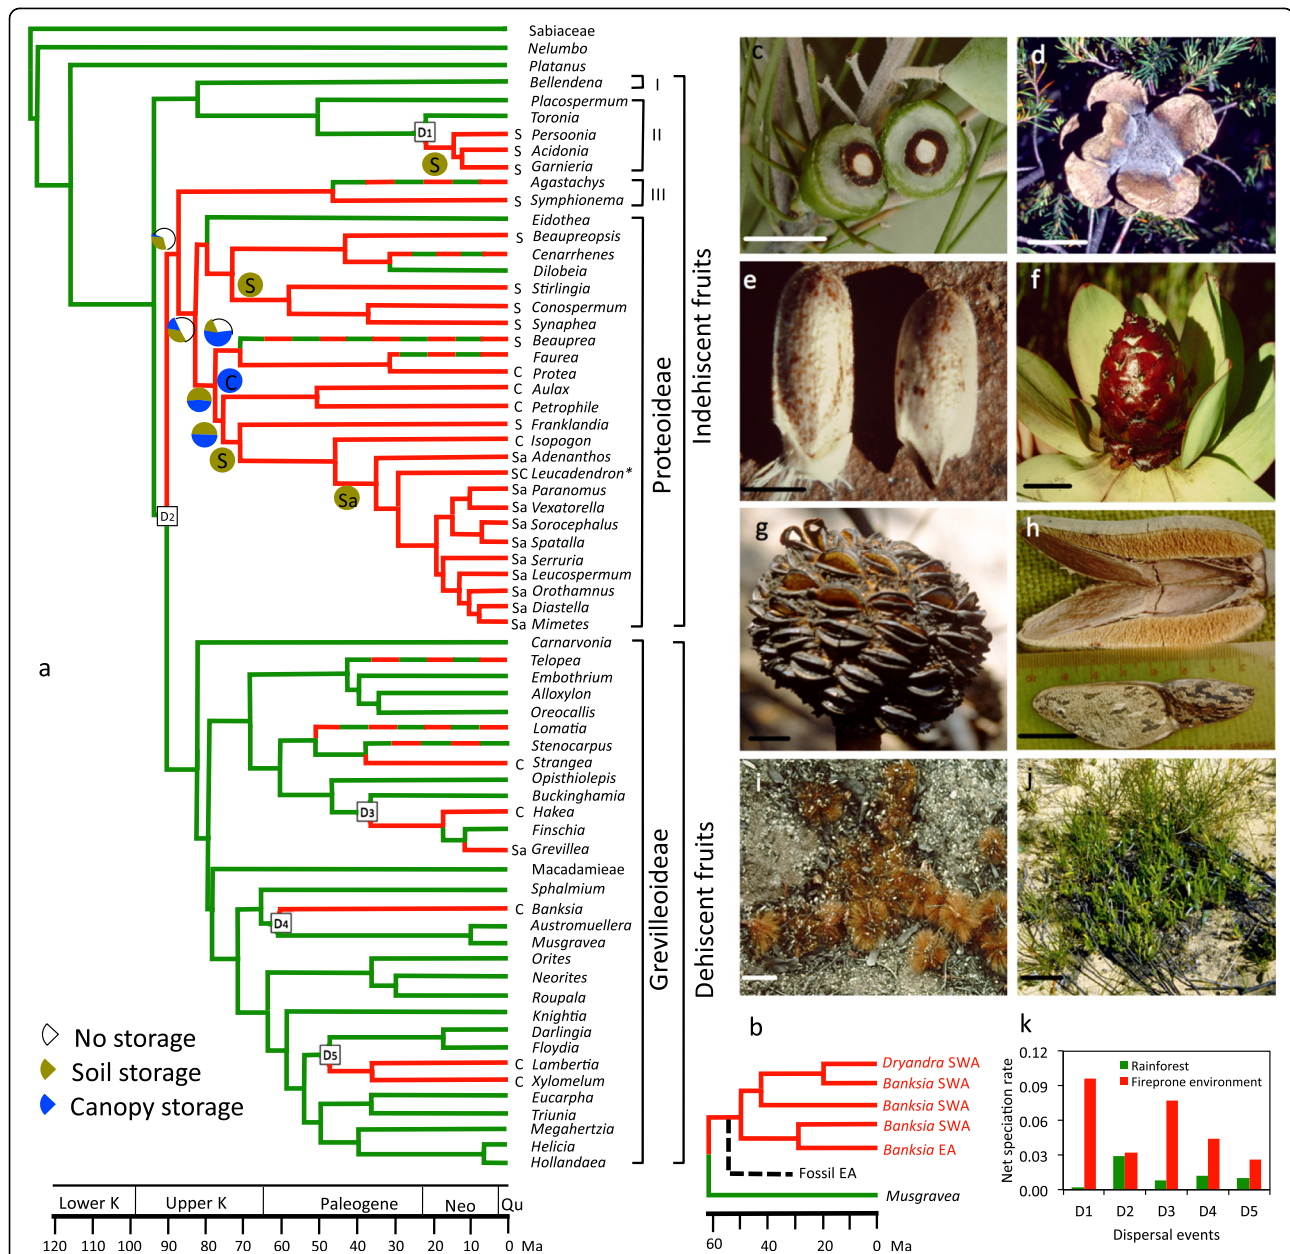 Sabiaceae
Nelumbo
Platanus
Bellendena
I
Placospermum
Toronia
D1
S Persoonia
II
S Acidonia
S Garnieria
S
Agastachys
III
S Symphionema
Eidothea
S Beaupreopsis
Cenarrhenes
Dilobeia
S
S Stirlingia
S Conospermum
S Synaphea
S Beauprea
Faurea
C Protea
C
C Aulax
C Petrophile
S Franklandia
C Isopogon
S
Sa Adenanthos
SC Leucadendron*
Sa
Sa Paranomus
Sa Vexatorella
D2
Sa Sorocephalus
Sa Spatalla
Sa Serruria
Sa Leucospermum
Sa Orothamnus
Sa Diastella
Sa Mimetes
Proteoideae
Indehiscent fruits
Carnarvonia
a
Telopea
Embothrium
Alloxylon
Oreocallis
Lomatia
Stenocarpus
C Strangea
Opisthiolepis
Buckinghamia
D3
C Hakea
Finschia
Sa Grevillea
Macadamieae
Sphalmium
C Banksia
D4
Austromuellera
Musgravea
Orites
Neorites
Roupala
Knightia
Darlingia
D5
Floydia
C Lambertia
C Xylomelum
Eucarpha
Triunia
Megahertzia
Helicia
Hollandaea
Grevilleoideae
Dehiscent fruits
No storage
Soil storage
Canopy storage
Lower K Upper K Paleogene Neo Qu
120 110 100 90 80 70 60 50 40 30 20 10 0 Ma
c
d
e
f
g
h
i
j
b
Dryandra SWA
Banksia SWA
Banksia SWA
Banksia SWA
Banksia EA
Fossil EA
Musgravea
60 40 20 0 Ma
k
Net speciation rate
0.12
0.09
0.06
0.03
0.00
Rainforest
Fireprone environment
D1 D2 D3 D4 D5
Dispersal events